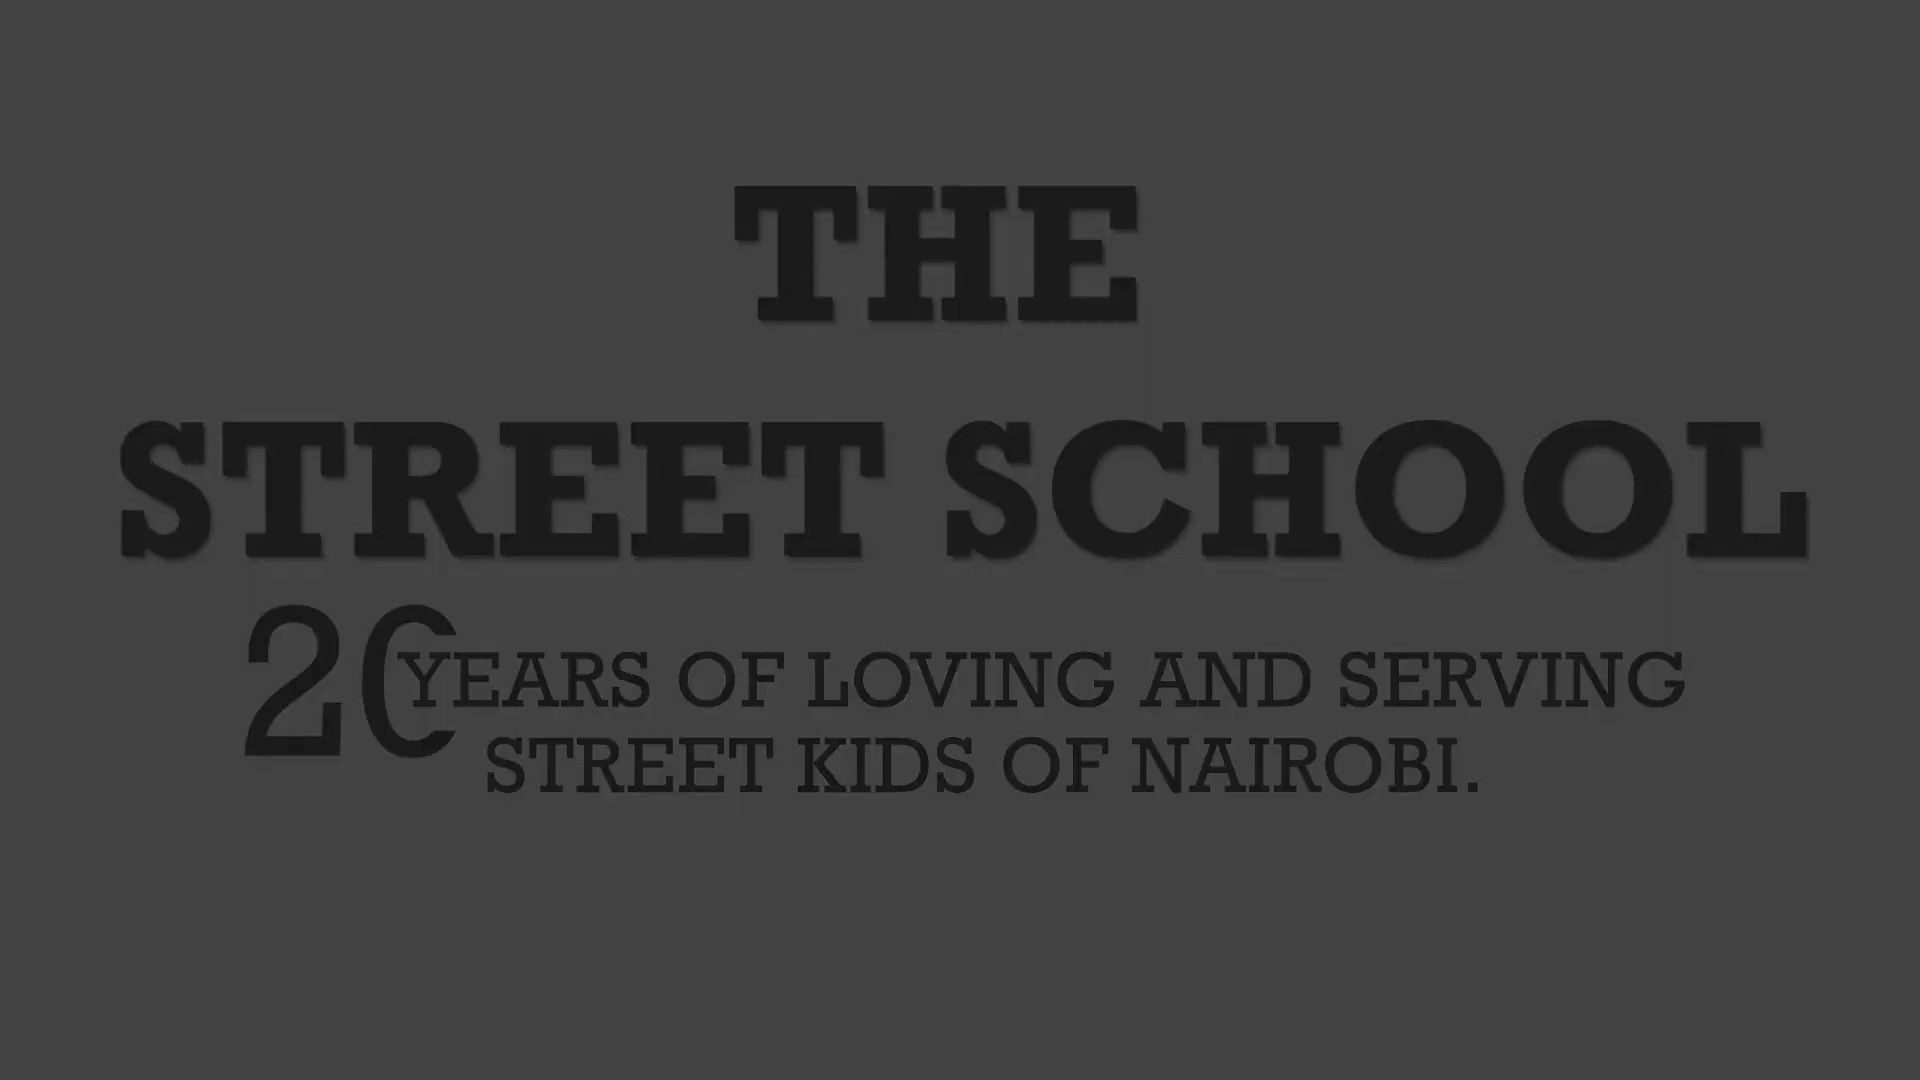 THE
STREET SCHOOL
20 YEARS OF LOVING AND SERVING
STREET KIDS OF NAIROBI.